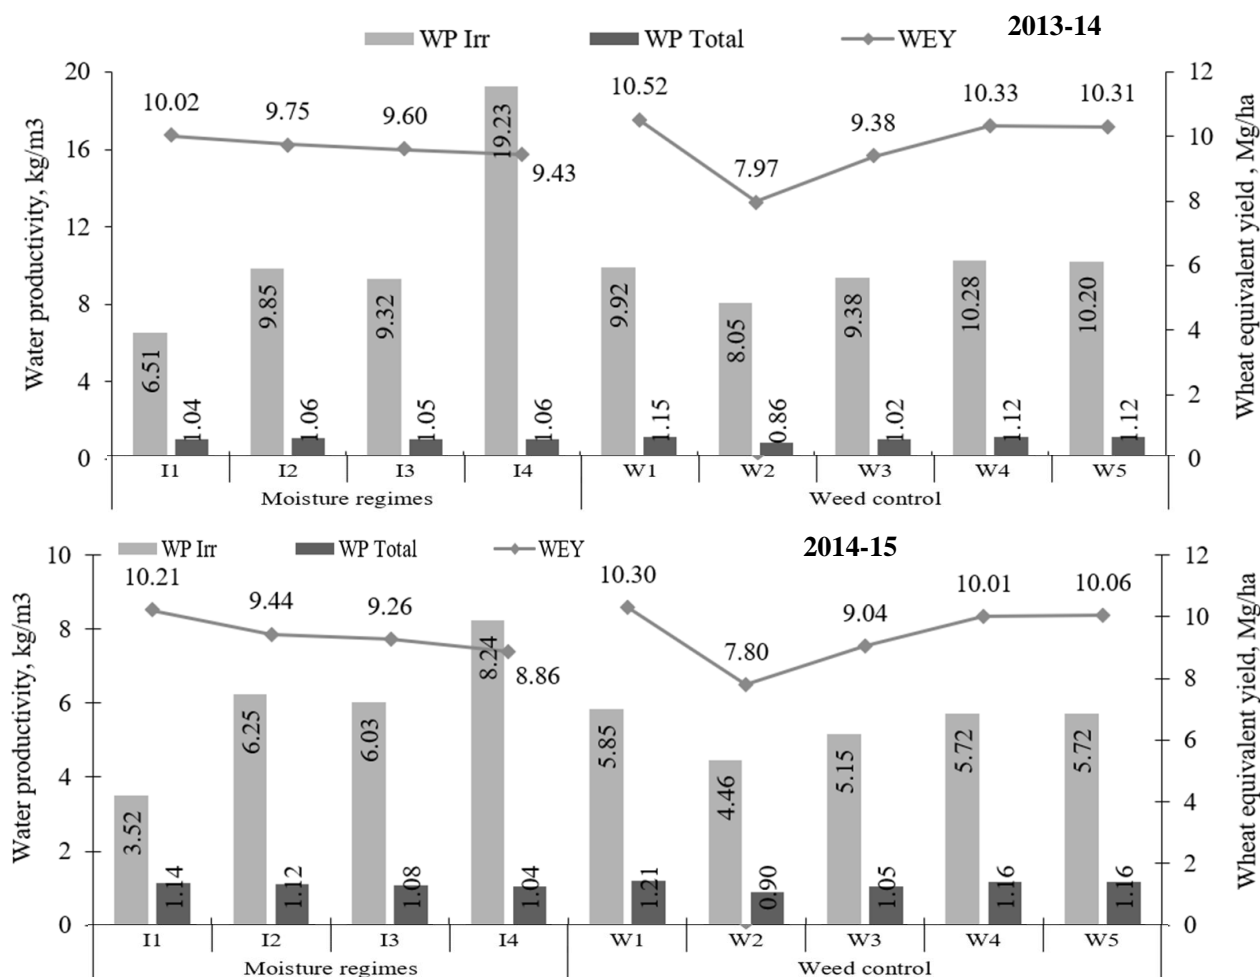 WP Irr WP Total WEY 2013-14
Water productivity, kg/m3
20
16
12
8
4
0
10.02 9.75 9.60 9.43 10.52 7.97 9.38 10.33 10.31
6.51 9.85 9.32 19.23 9.92 8.05 9.38 10.28 10.20
1.04 1.06 1.05 1.06 1.15 0.86 1.02 1.12 1.12
12
10
8
6
4
2
0
Wheat equivalent yield , Mg/ha
I1 I2 I3 I4 W1 W2 W3 W4 W5
Moisture regimes Weed control
WP Irr WP Total WEY 2014-15
Water productivity, kg/m3
10
8
6
4
2
0
10.21 9.44 9.26 8.86 10.30 7.80 9.04 10.01 10.06
3.52 6.25 6.03 8.24 5.85 4.46 5.15 5.72 5.72
1.14 1.12 1.08 1.04 1.21 0.90 1.05 1.16 1.16
12
10
8
6
4
2
0
Wheat equivalent yield, Mg/ha
I1 I2 I3 I4 W1 W2 W3 W4 W5
Moisture regimes Weed control